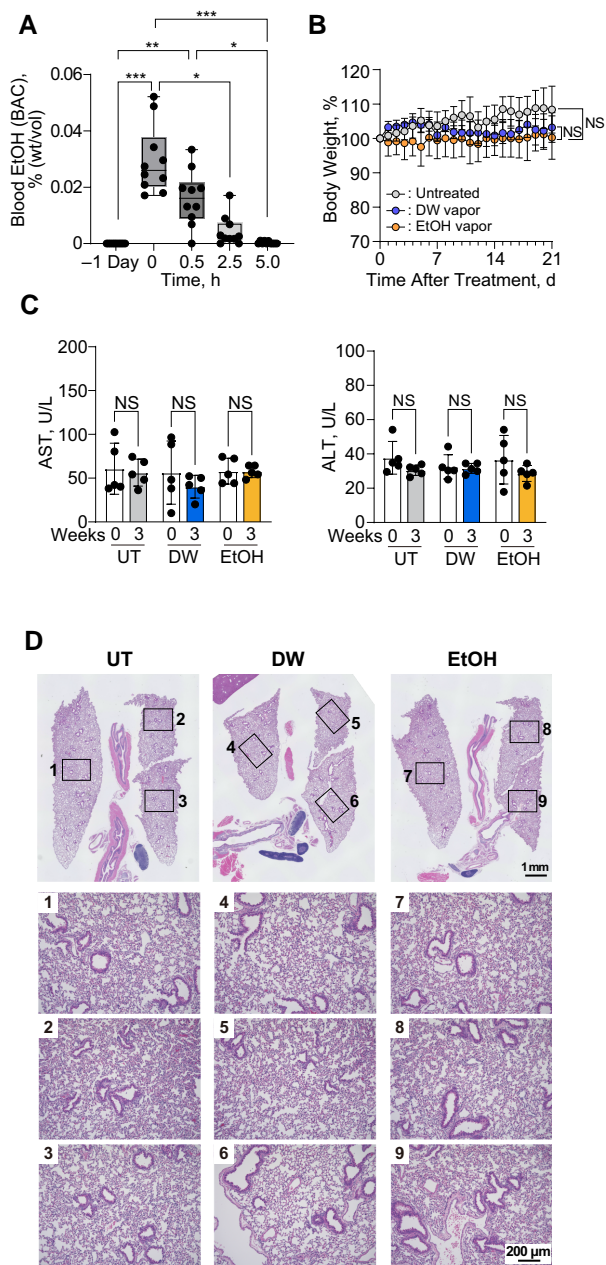 A
***
**
*
***
*
Blood EtOH (BAC),
% (wt/vol)
0.06
0.04
0.02
0
–1 Day
0
0.5
2.5
5.0
Time, h
B
Body Weight, %
120
110
100
90
80
70
NS
NS
: Untreated
: DW vapor
: EtOH vapor
0
7
14
21
Time After Treatment, d
C
AST, U/L
200
150
100
50
0
NS
NS
NS
Weeks
0
3
0
3
0
3
UT
DW
EtOH
ALT, U/L
100
80
60
40
20
0
NS
NS
NS
Weeks
0
3
0
3
0
3
UT
DW
EtOH
D
UT
DW
EtOH
1
2
3
4
5
6
7
8
9
1 mm
1
4
7
2
5
8
3
6
9
200 µm